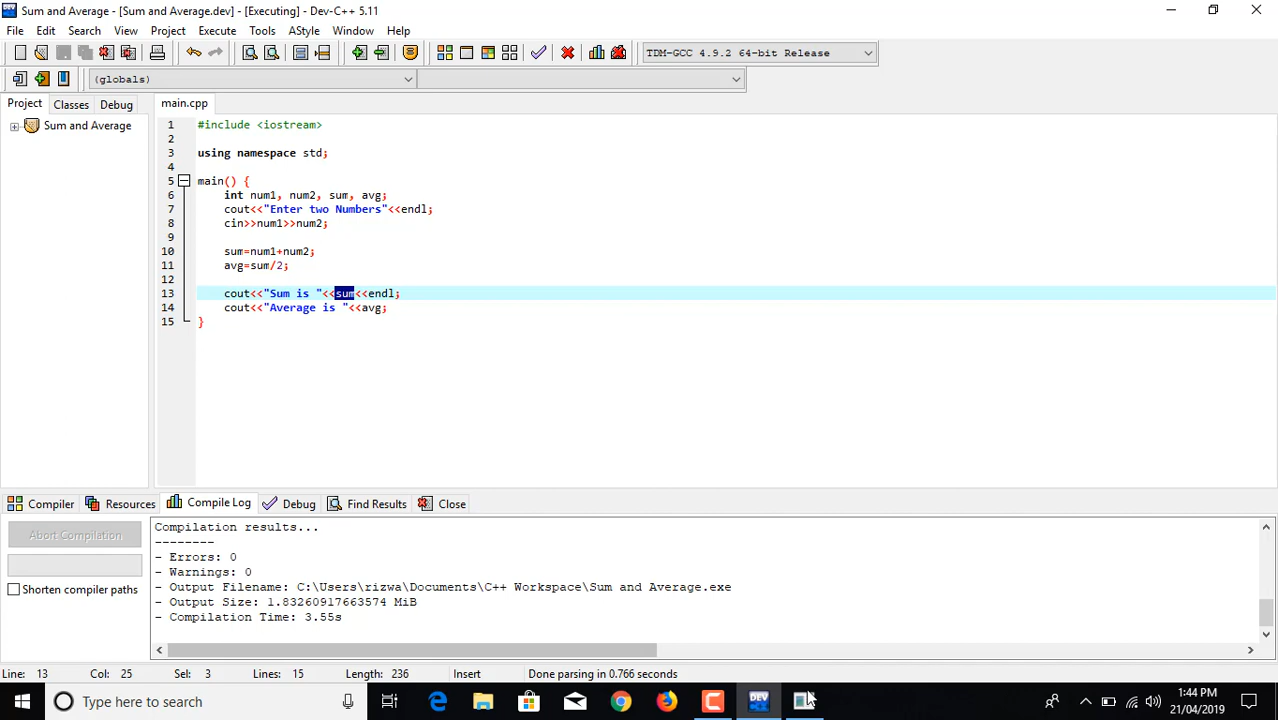 Sum and Average - [Sum and Average.dev] - [Executing] - Dev-C++ 5.11
File Edit Search View Project Execute Tools AStyle Window Help
TDM-GCC 4.9.2 64-bit Release
(globals)
Project Classes Debug main.cpp
Sum and Average
1 #include <iostream>
2
3 using namespace std;
4
5 main() {
6 int num1, num2, sum, avg;
7 cout<<"Enter two Numbers"<<endl;
8 cin>>num1>>num2;
9
10 sum=num1+num2;
11 avg=sum/2;
12
13 cout<<"Sum is "<<sum<<endl;
14 cout<<"Average is "<<avg;
15 }
Compiler Resources Compile Log Debug Find Results Close
Abort Compilation
Shorten compiler paths
Compilation results...
--------
- Errors: 0
- Warnings: 0
- Output Filename: C:\Users\rizwa\Documents\C++ Workspace\Sum and Average.exe
- Output Size: 1.83260917663574 MiB
- Compilation Time: 3.55s
Line: 13 Col: 25 Sel: 3 Lines: 15 Length: 236 Insert Done parsing in 0.766 seconds
Type here to search
DEV
1:44 PM
21/04/2019